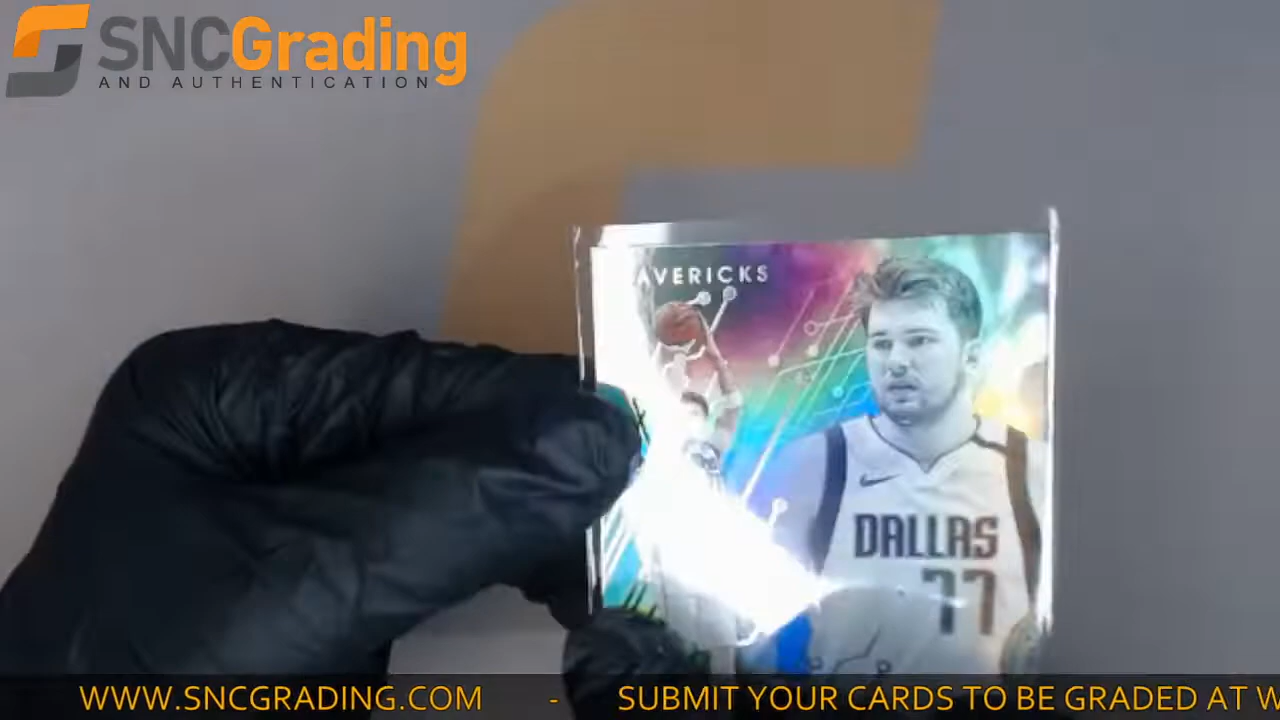 SNCGrading
AND AUTHENTICATION
AVERICKS
DALLAS
77
WWW.SNCGRADING.COM - SUBMIT YOUR CARDS TO BE GRADED AT W